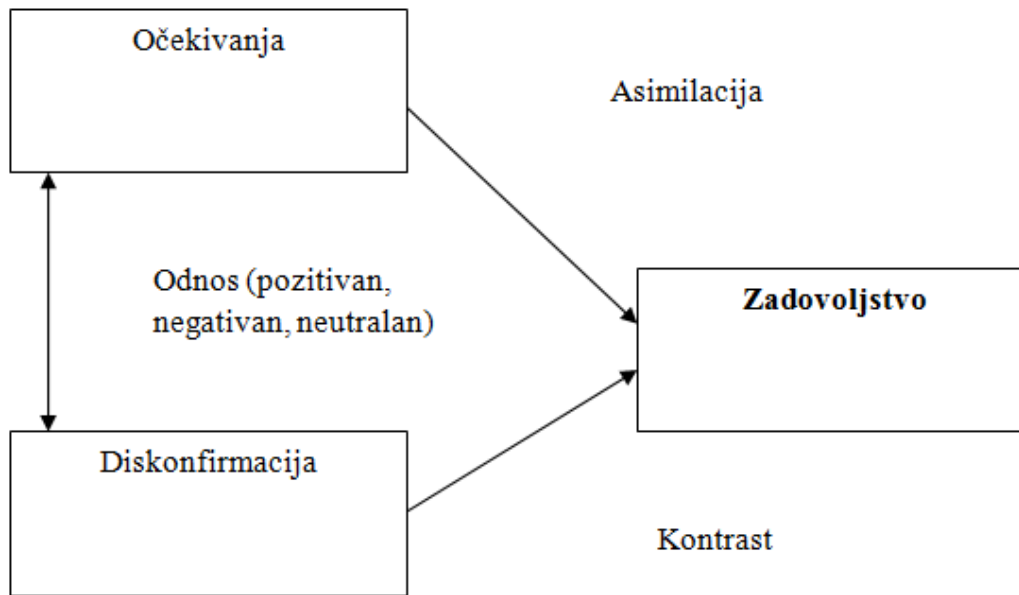 Očekivanja
Asimilacija
Odnos (pozitivan,
negativan, neutralan)
Zadovoljstvo
Diskonfirmacija
Kontrast